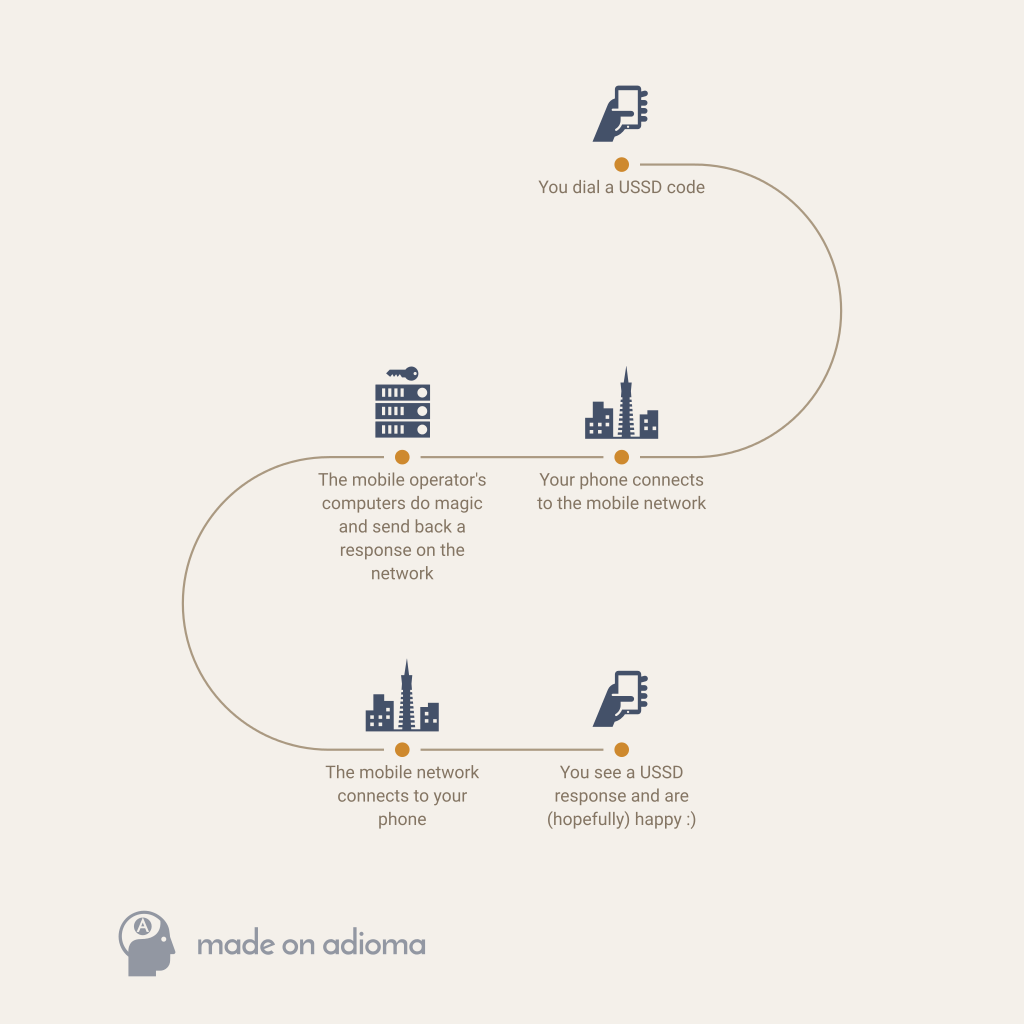 You dial a USSD code
Your phone connects
to the mobile network
The mobile operator's
computers do magic
and send back a
response on the
network
The mobile network
connects to your
phone
You see a USSD
response and are
(hopefully) happy :)
A
made on adioma